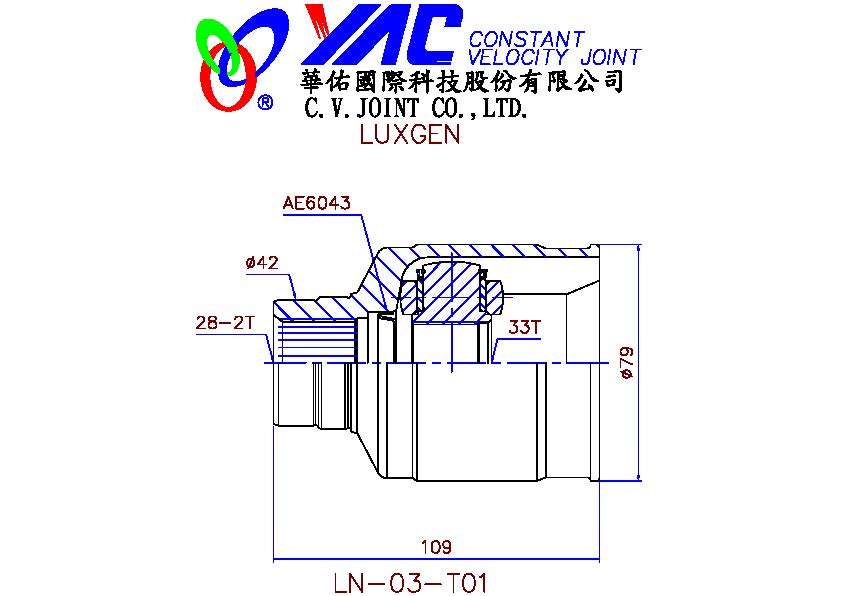 YAC CONSTANT
VELOCITY JOINT
®
華佑國際科技股份有限公司
C.V.JOINT CO.,LTD.
LUXGEN
AE6043
ø42
28-2T
33T
ø79
109
LN-03-T01